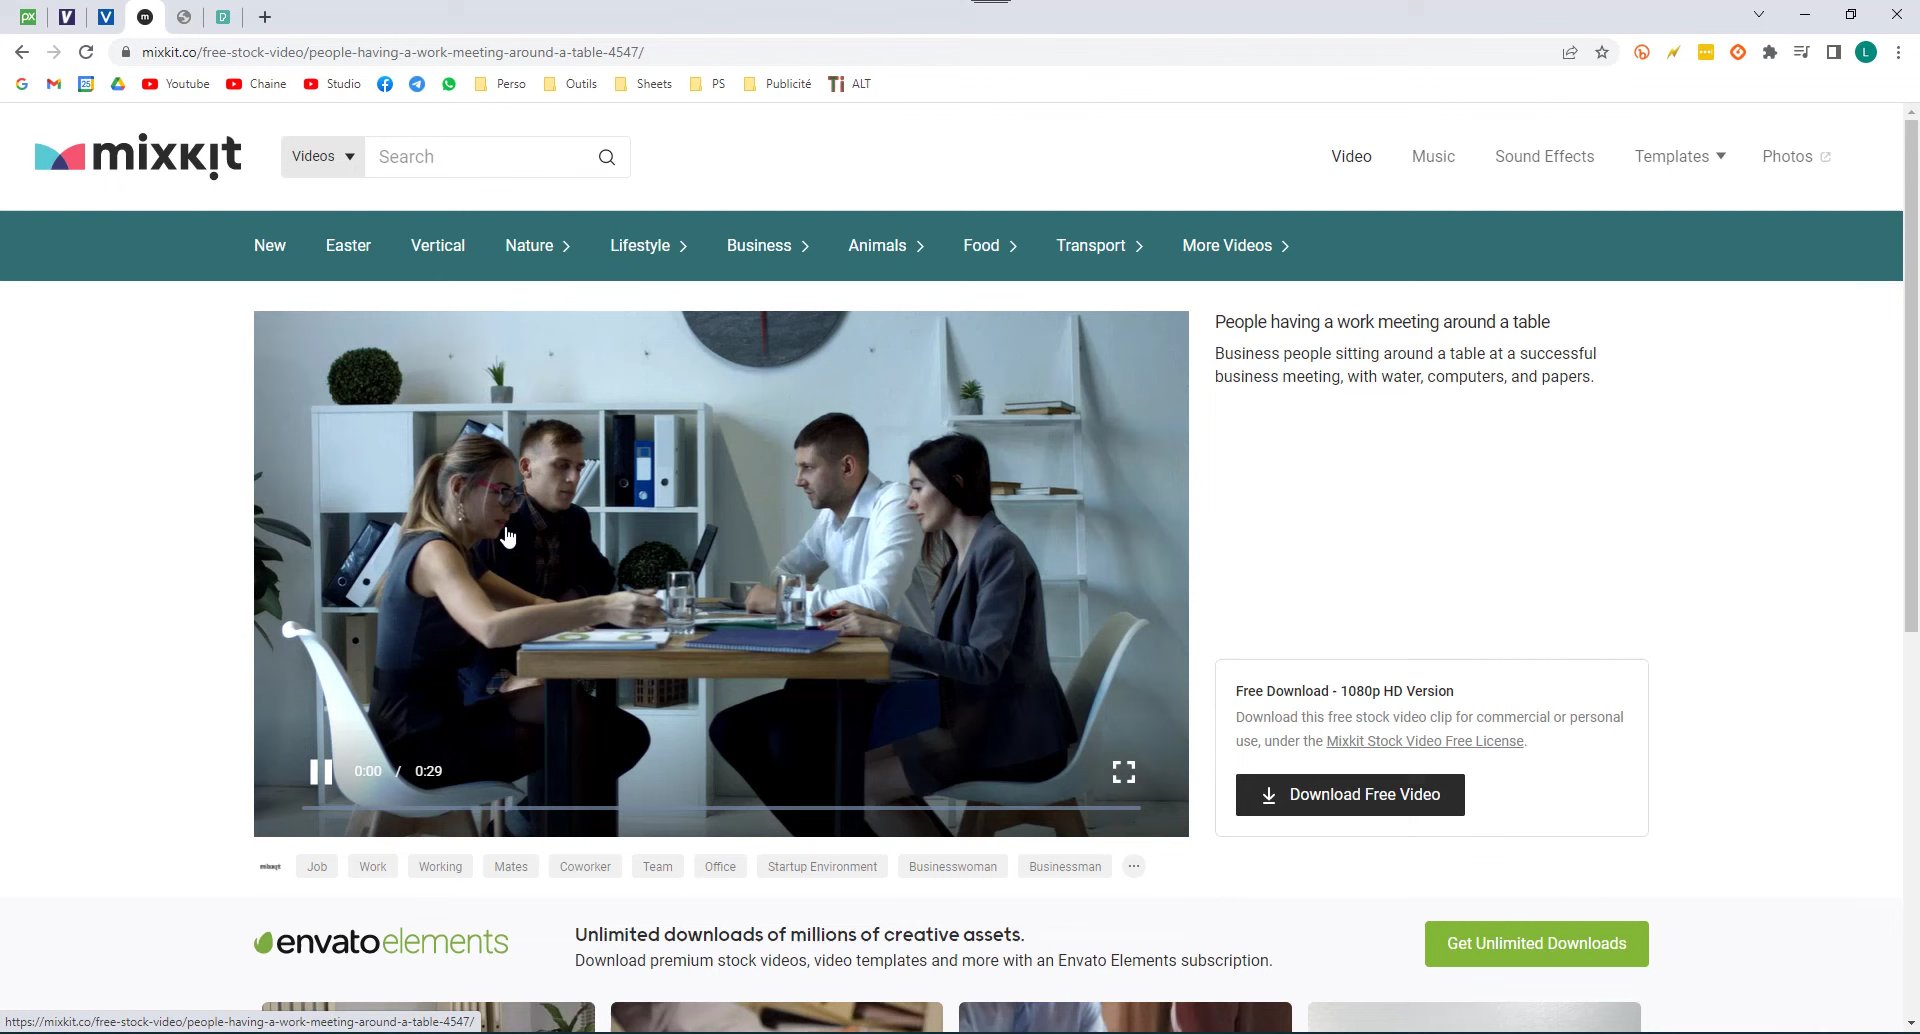 mixkit.co/free-stock-video/people-having-a-work-meeting-around-a-table-4547/
Youtube Chaine Studio Perso Outils Sheets PS Publicité ALT
mixkit Videos Search Video Music Sound Effects Templates Photos
New Easter Vertical Nature Lifestyle Business Animals Food Transport More Videos
People having a work meeting around a table
Business people sitting around a table at a successful
business meeting, with water, computers, and papers.
Free Download - 1080p HD Version
Download this free stock video clip for commercial or personal
use, under the Mixkit Stock Video Free License.
0:00 / 0:29
Download Free Video
mixkit Job Work Working Mates Coworker Team Office Startup Environment Businesswoman Businessman ...
envato elements
Unlimited downloads of millions of creative assets.
Download premium stock videos, video templates and more with an Envato Elements subscription.
Get Unlimited Downloads
https://mixkit.co/free-stock-video/people-having-a-work-meeting-around-a-table-4547/